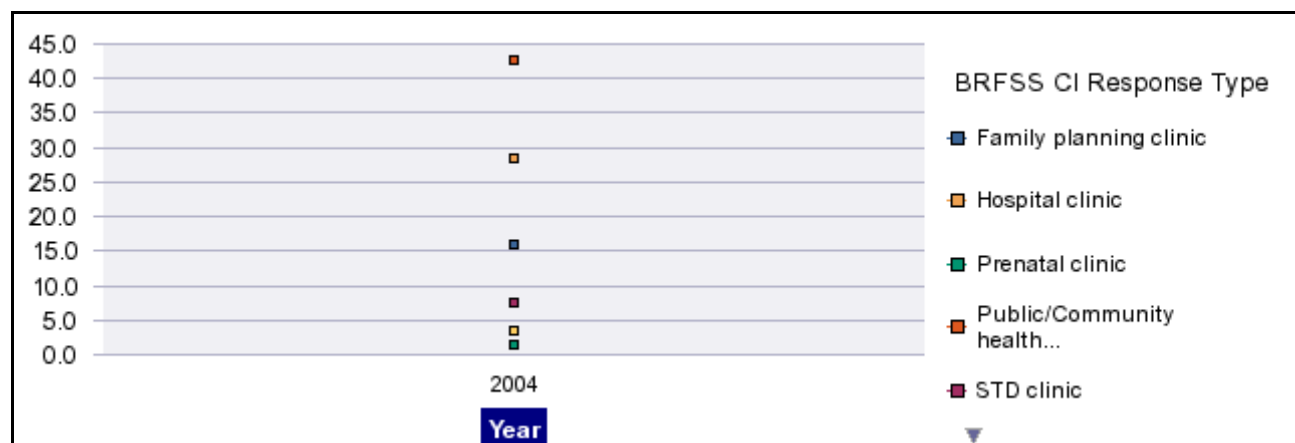 45.0
40.0
35.0
30.0
25.0
20.0
15.0
10.0
5.0
0.0
2004
Year
BRFSS CI Response Type
Family planning clinic
Hospital clinic
Prenatal clinic
Public/Community
health...
STD clinic